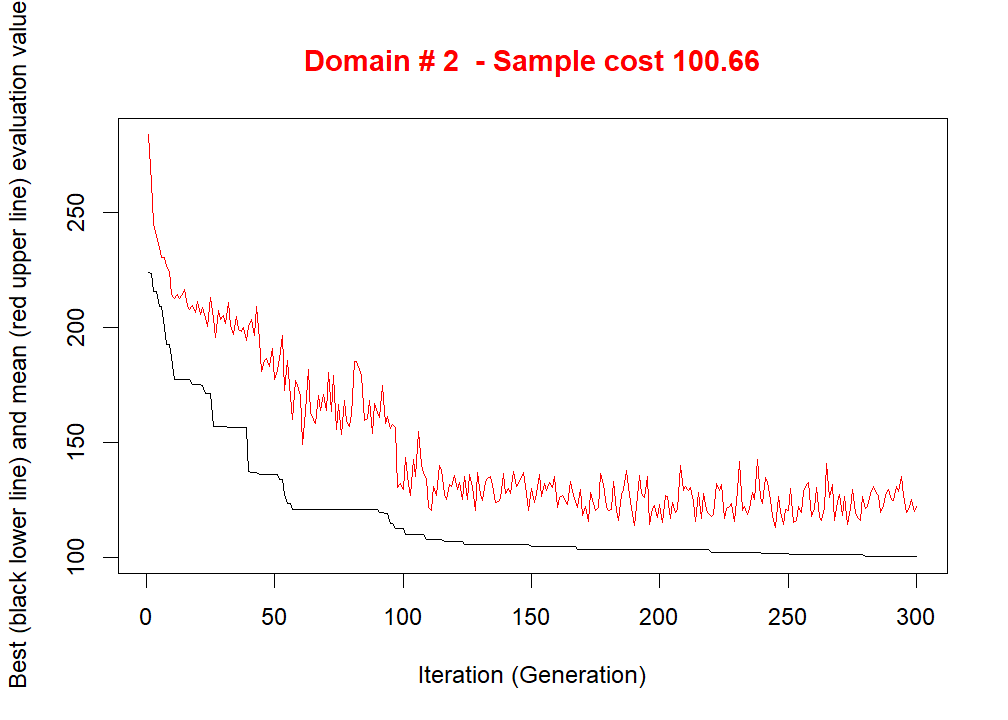 Domain # 2  - Sample cost 100.66
Best (black lower line) and mean (red upper line) evaluation value
250
200
150
100
0 50 100 150 200 250 300
Iteration (Generation)